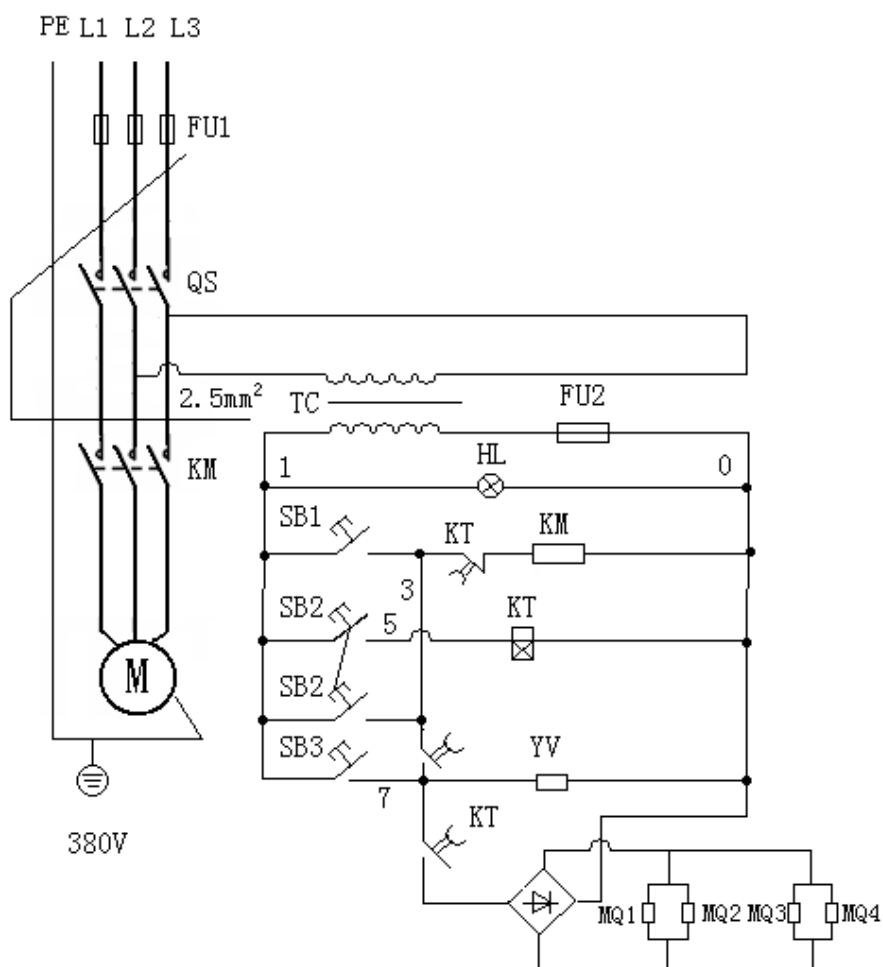 PE L1 L2 L3
FU1
QS
2.5mm²
TC
FU2
1
HL
0
KM
SB1
KT
KM
3
SB2
5
KT
M
SB2
SB3
YV
7
KT
380V
MQ1
MQ2
MQ3
MQ4